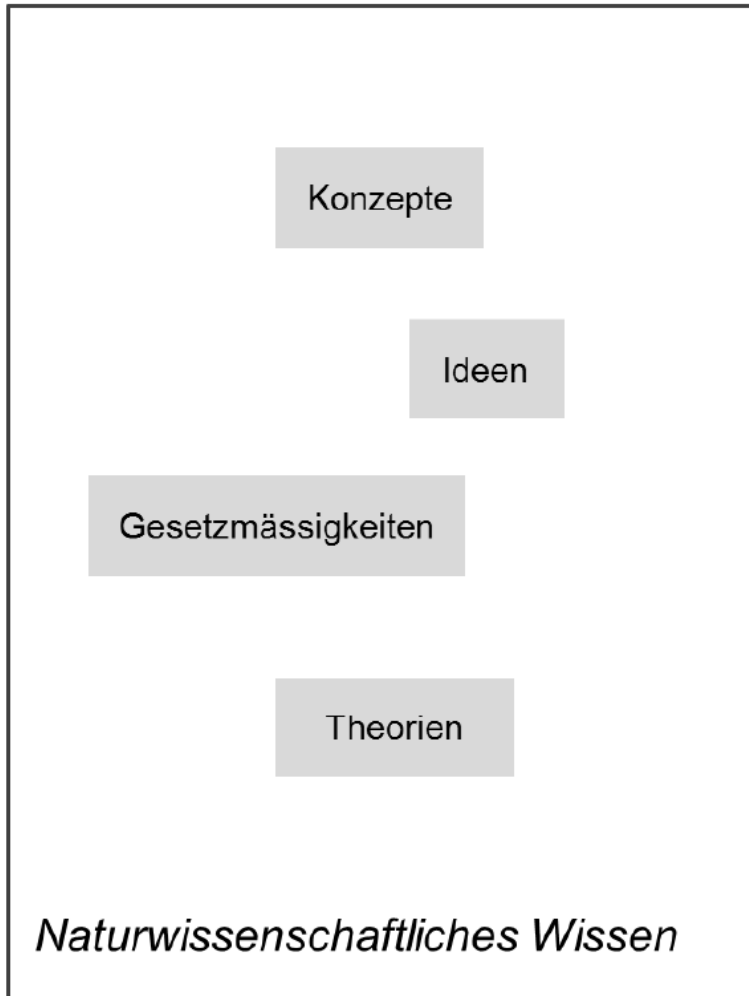 Konzepte
Ideen
Gesetzmässigkeiten
Theorien
Naturwissenschaftliches Wissen